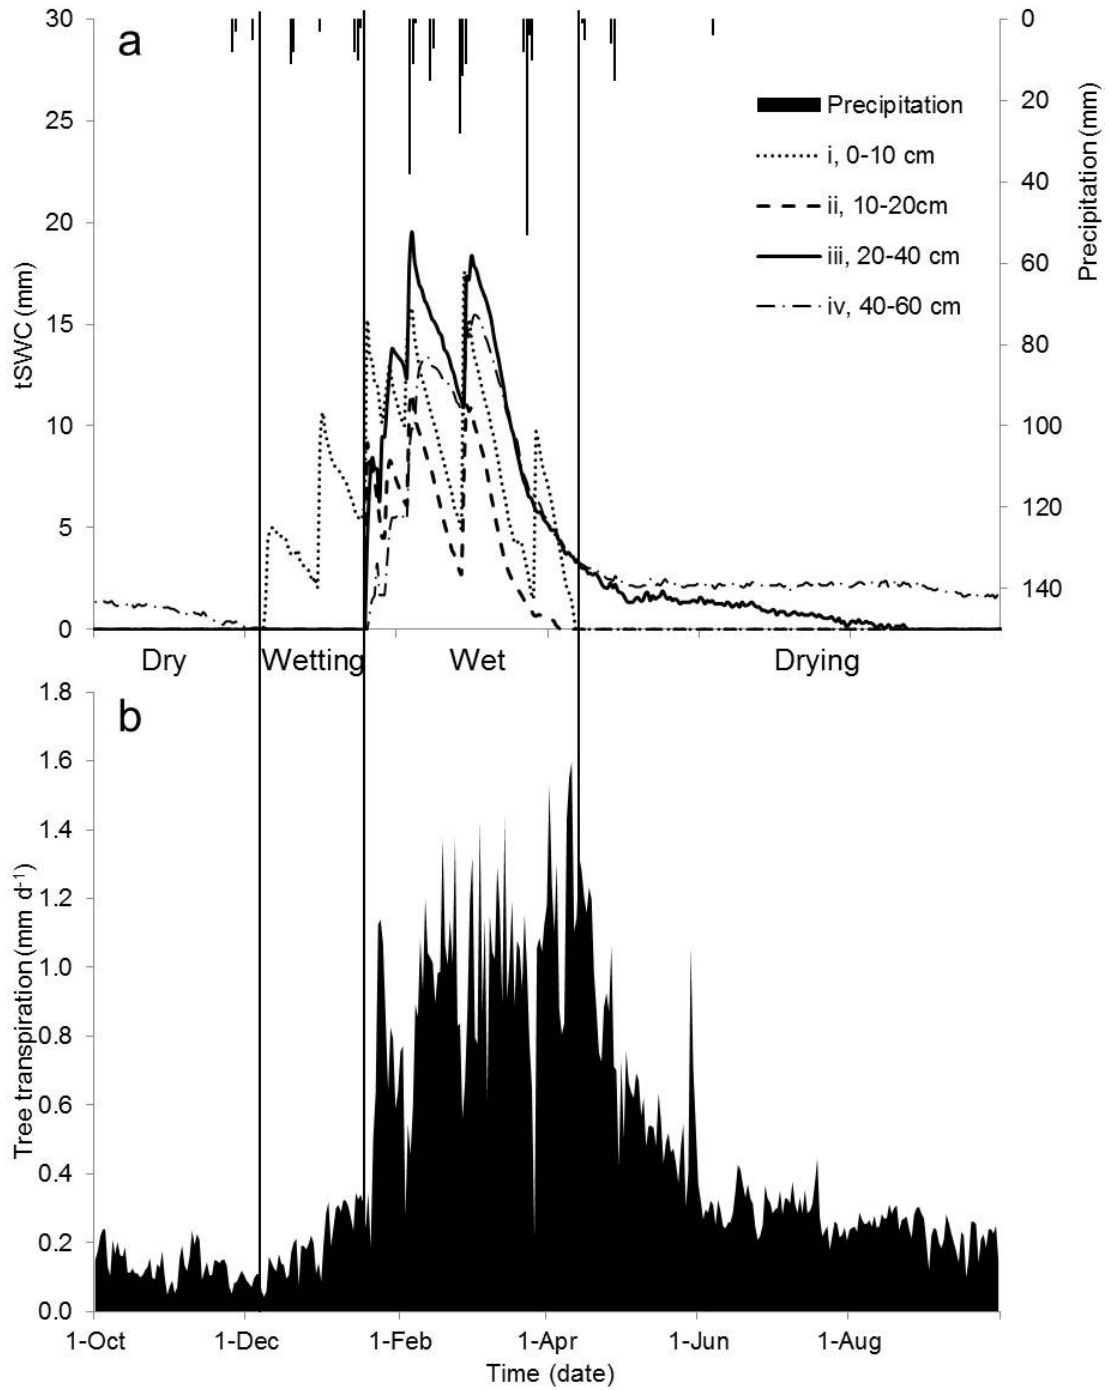 a
30
25
20
15
10
5
0
tSWC (mm)
0
20
40
60
80
100
120
140
Precipitation (mm)
Precipitation
i, 0-10 cm
ii, 10-20cm
iii, 20-40 cm
iv, 40-60 cm
Dry Wetting Wet Drying
b
1.8
1.6
1.4
1.2
1.0
0.8
0.6
0.4
0.2
0.0
Tree transpiration (mm d⁻¹)
1-Oct 1-Dec 1-Feb 1-Apr 1-Jun 1-Aug
Time (date)